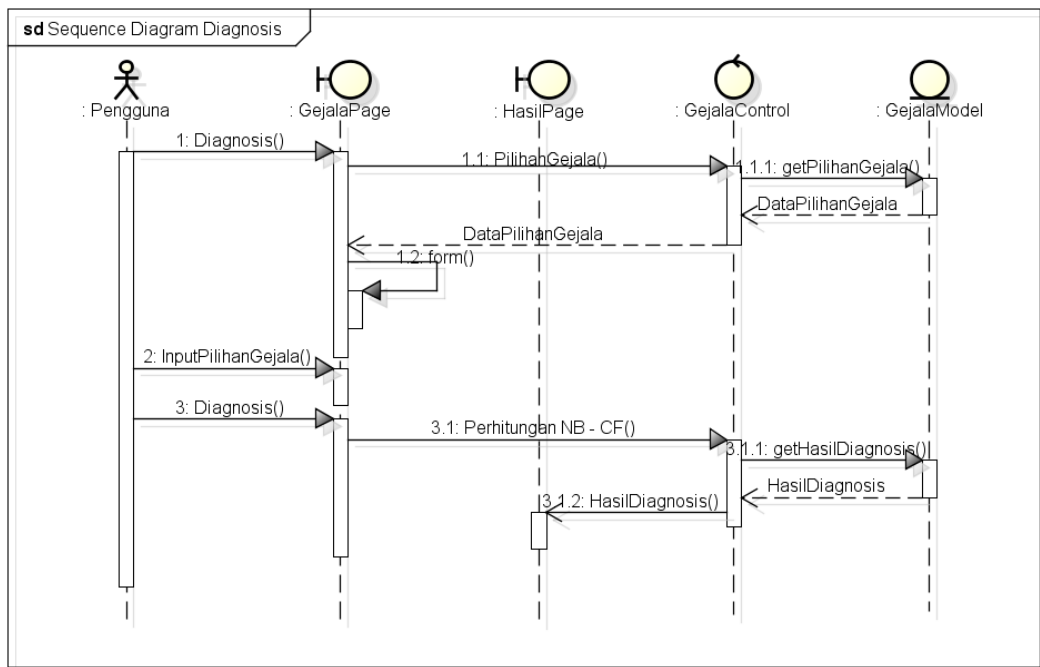 sd Sequence Diagram Diagnosis
: Pengguna
: GejalaPage
: HasilPage
: GejalaControl
: GejalaModel
1: Diagnosis()
1.1: PilihanGejala()
1.1.1: getPilihanGejala()
DataPilihanGejala
DataPilihanGejala
1.2: form()
2: InputPilihanGejala()
3: Diagnosis()
3.1: Perhitungan NB - CF()
3.1.1: getHasilDiagnosis()
HasilDiagnosis
3.1.2: HasilDiagnosis()